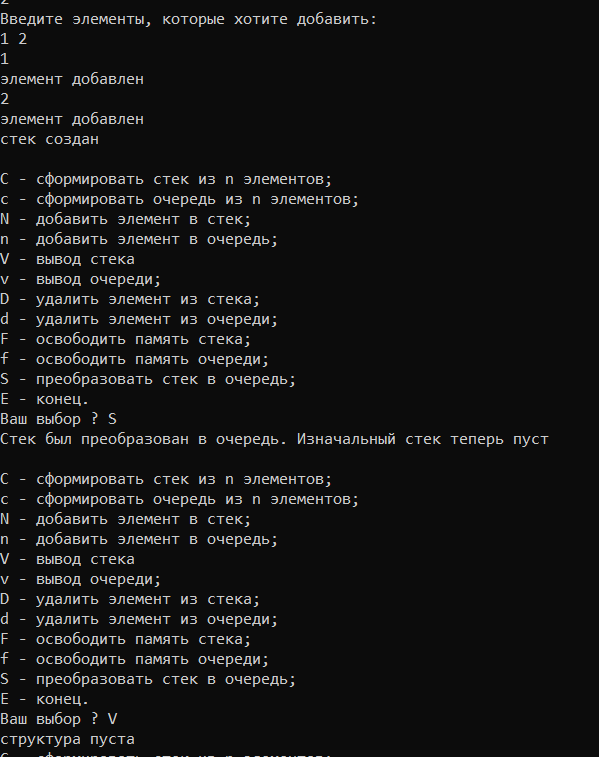 2
Введите элементы, которые хотите добавить:
1 2
1
элемент добавлен
2
элемент добавлен
стек создан
C - сформировать стек из n элементов;
c - сформировать очередь из n элементов;
N - добавить элемент в стек;
n - добавить элемент в очередь;
V - вывод стека
v - вывод очереди;
D - удалить элемент из стека;
d - удалить элемент из очереди;
F - освободить память стека;
f - освободить память очереди;
S - преобразовать стек в очередь;
E - конец.
Ваш выбор ? S
Стек был преобразован в очередь. Изначальный стек теперь пуст
C - сформировать стек из n элементов;
c - сформировать очередь из n элементов;
N - добавить элемент в стек;
n - добавить элемент в очередь;
V - вывод стека
v - вывод очереди;
D - удалить элемент из стека;
d - удалить элемент из очереди;
F - освободить память стека;
f - освободить память очереди;
S - преобразовать стек в очередь;
E - конец.
Ваш выбор ? V
структура пуста
C - сформировать стек из n элементов;